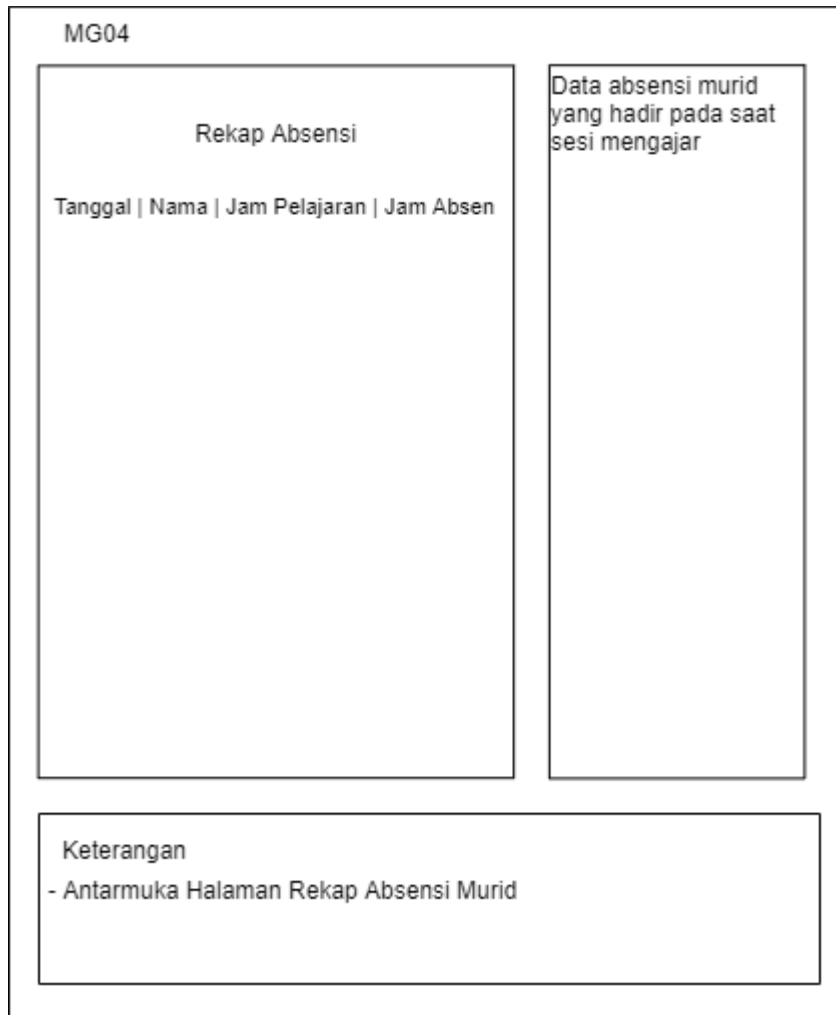 MG04
Rekap Absensi
Tanggal | Nama | Jam Pelajaran | Jam Absen
Data absensi murid
yang hadir pada saat
sesi mengajar
Keterangan
- Antarmuka Halaman Rekap Absensi Murid